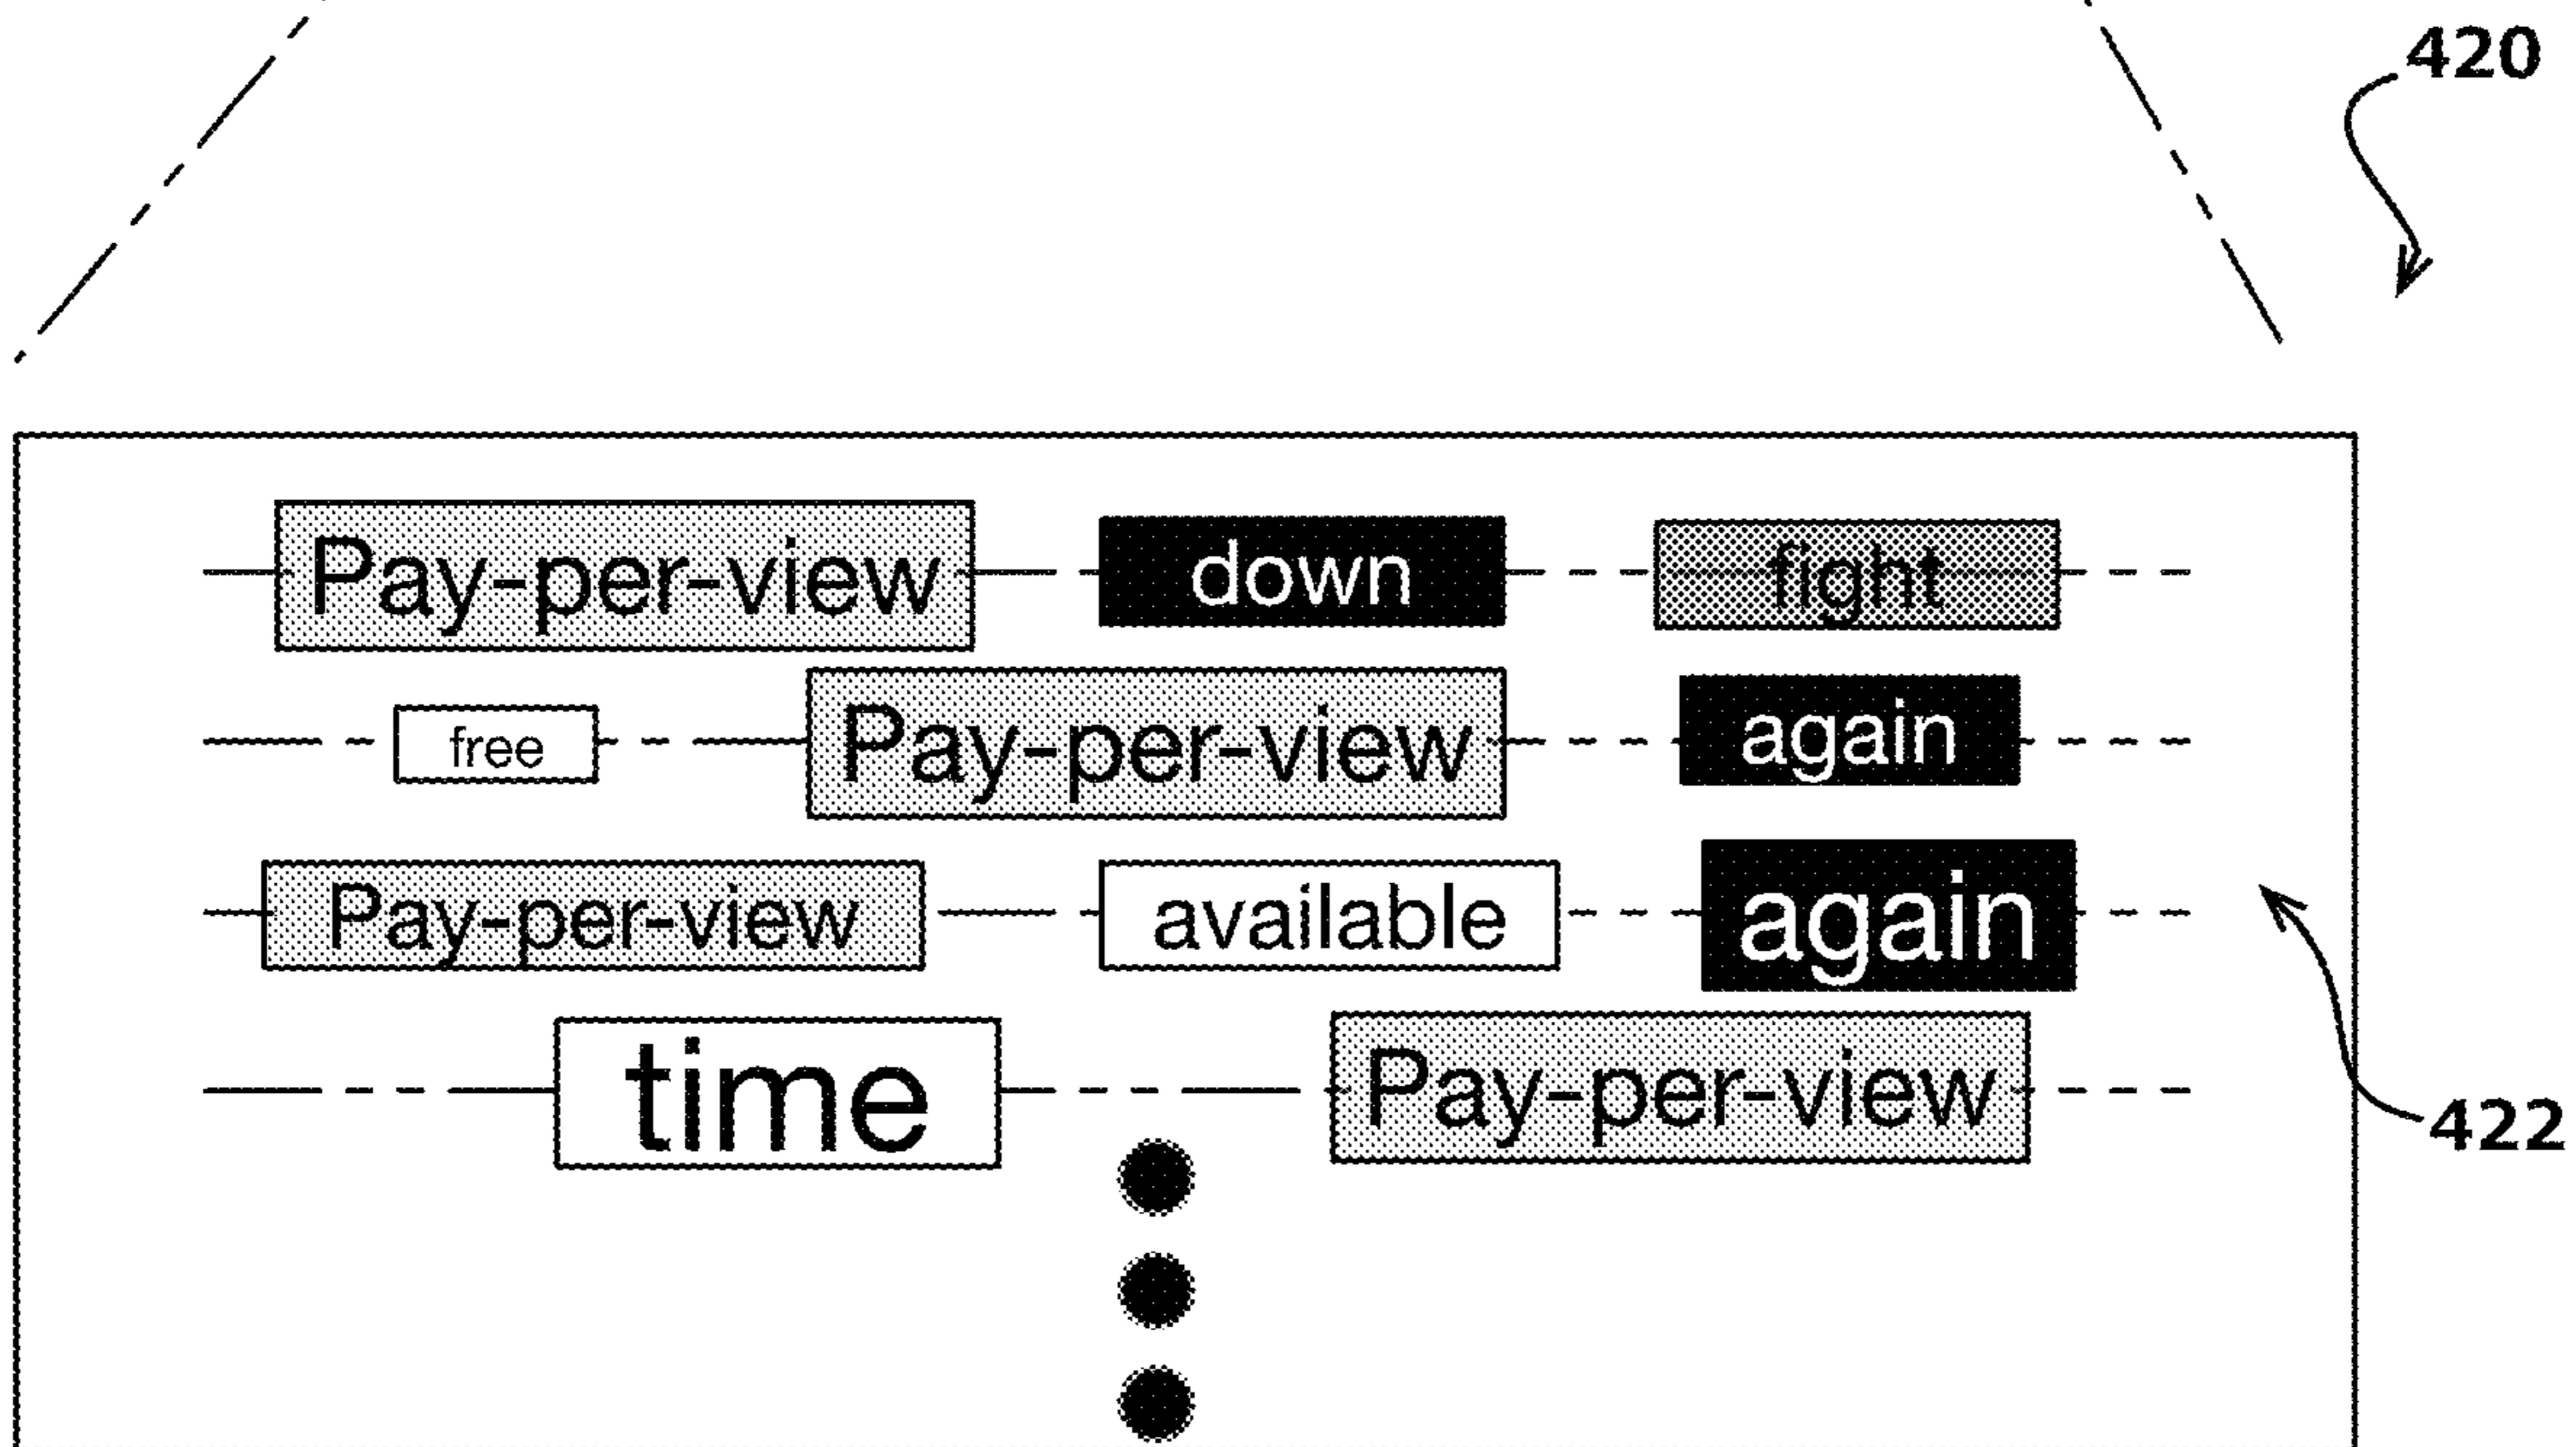 420
Pay-per-view down fight
free Pay-per-view again
Pay-per-view available again
time Pay-per-view
422